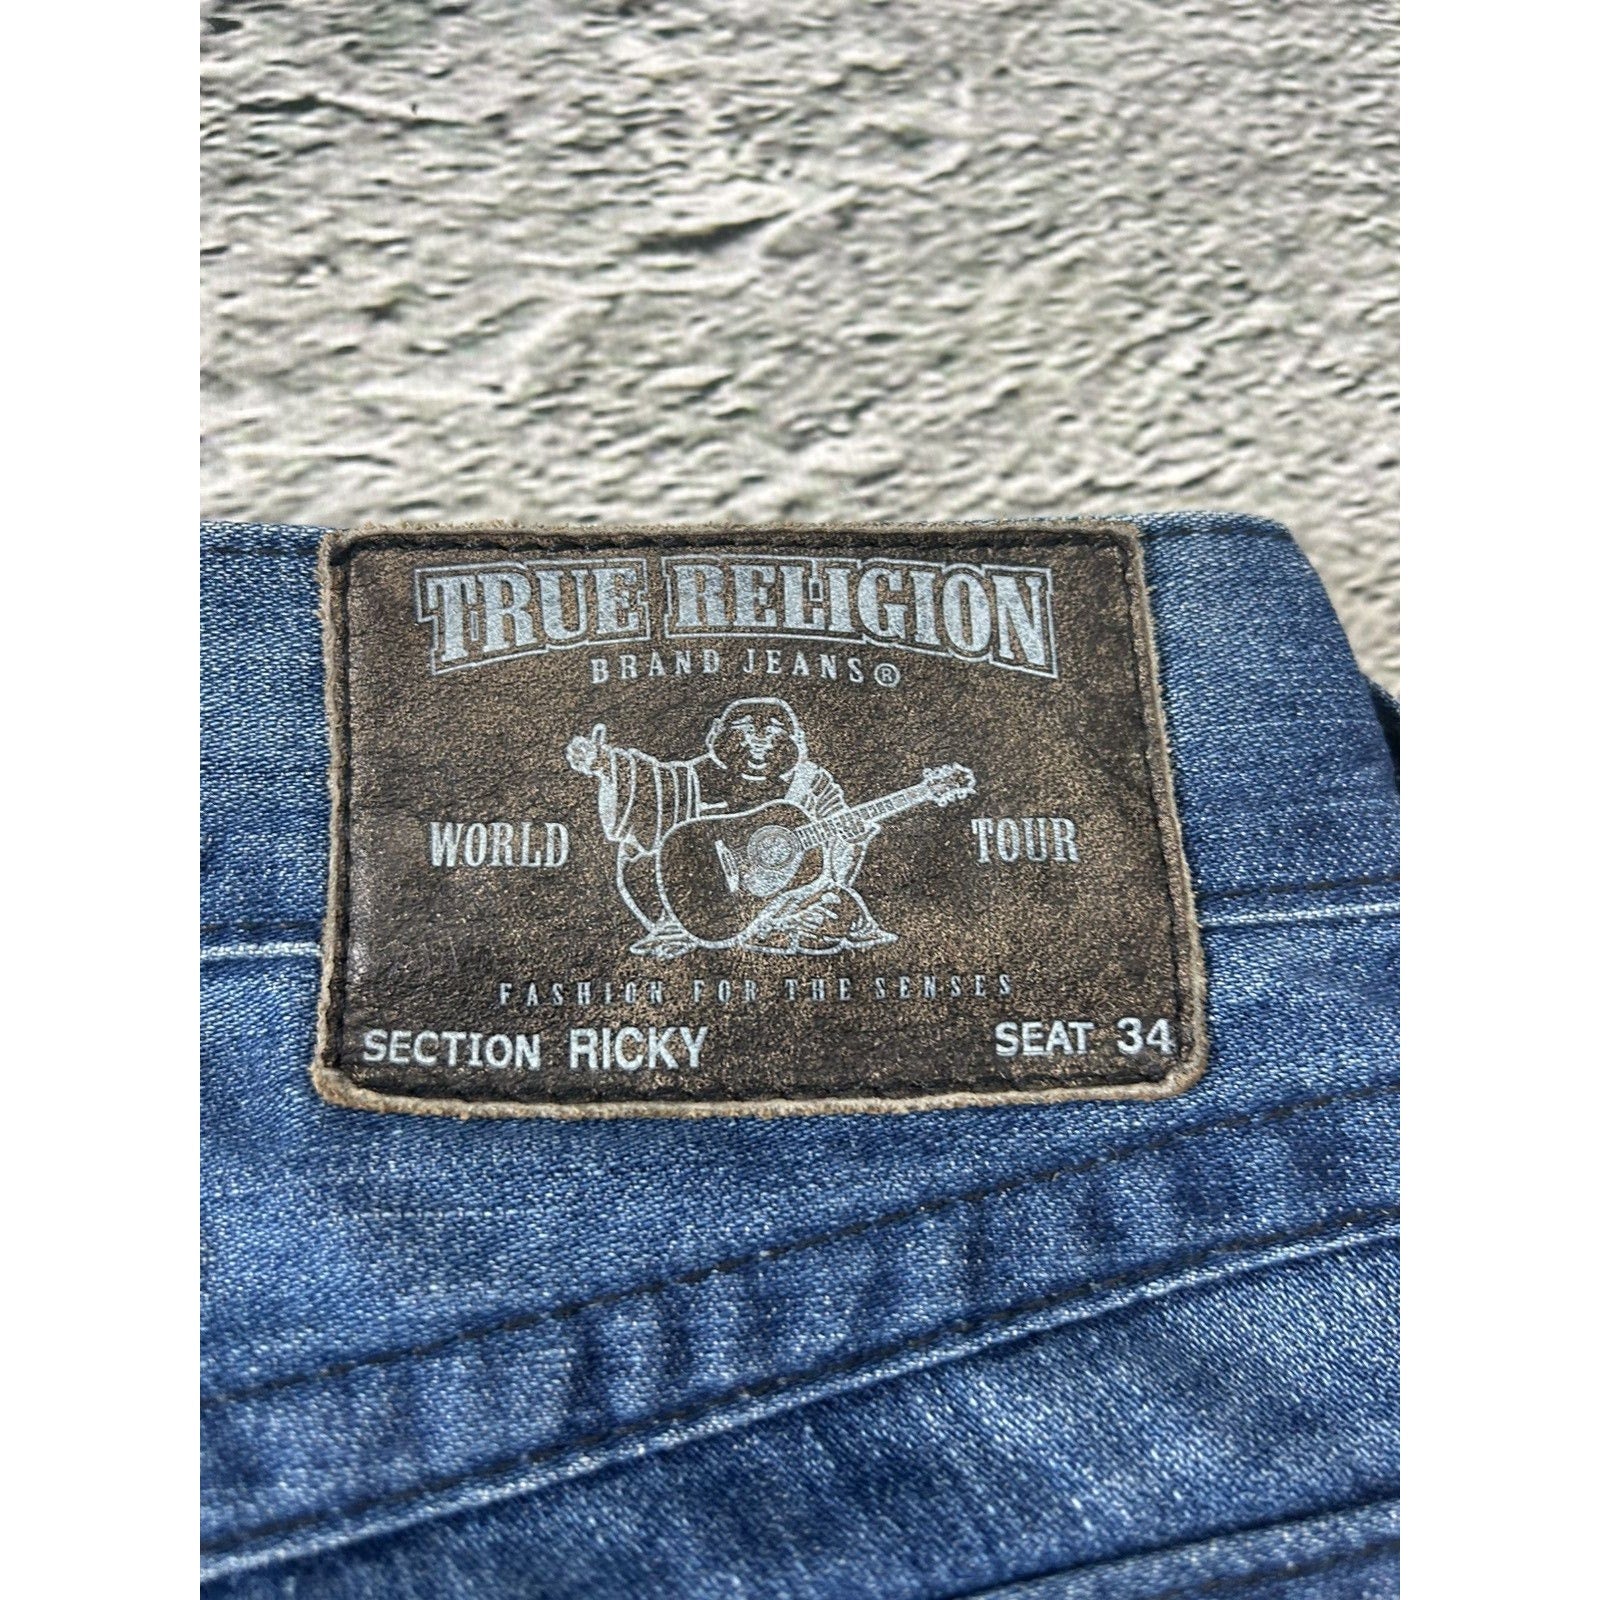 TRUE RELIGION
BRAND JEANS®
WORLD TOUR
FASHION FOR THE SENSES
SECTION RICKY SEAT 34